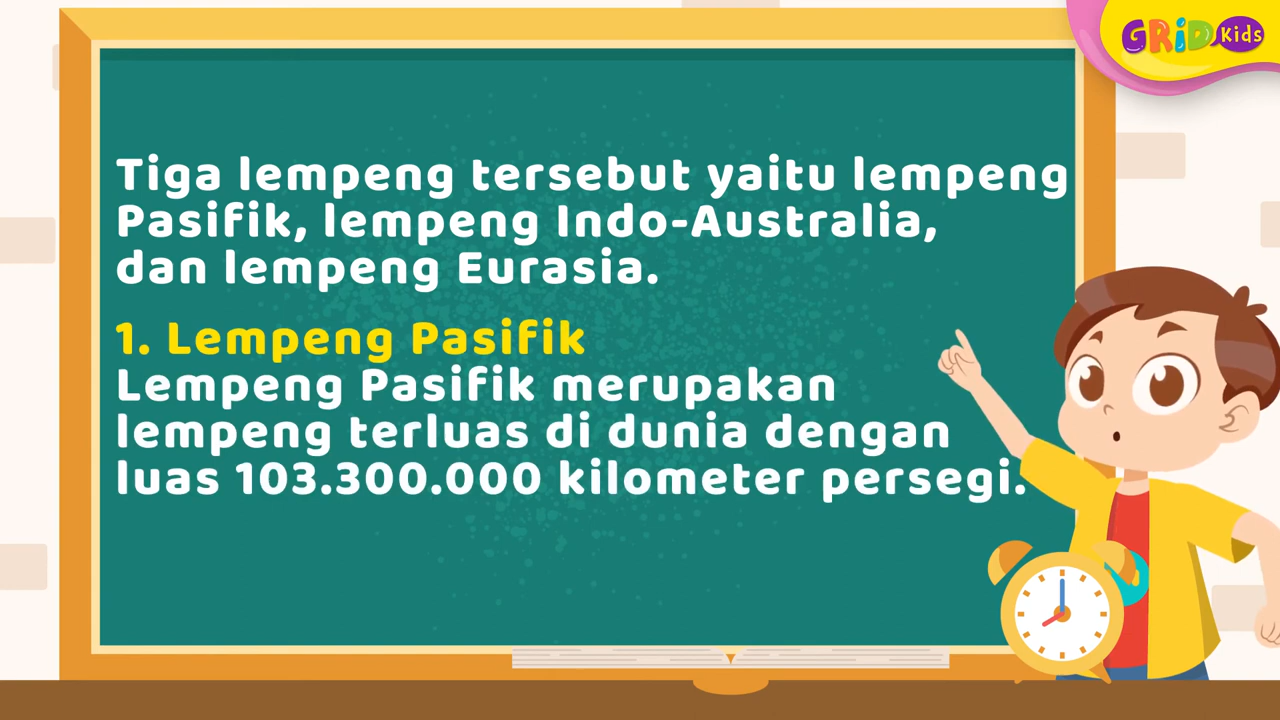 GRID Kids
Tiga lempeng tersebut yaitu lempeng
Pasifik, lempeng Indo-Australia,
dan lempeng Eurasia.
1. Lempeng Pasifik
Lempeng Pasifik merupakan
lempeng terluas di dunia dengan
luas 103.300.000 kilometer persegi.